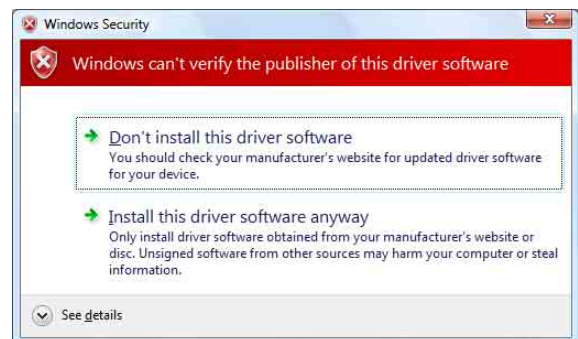 Windows Security
Windows can't verify the publisher of this driver software
Don't install this driver software
You should check your manufacturer's website for updated driver software
for your device.
Install this driver software anyway
Only install driver software obtained from your manufacturer's website or
disc. Unsigned software from other sources may harm your computer or steal
information.
See details